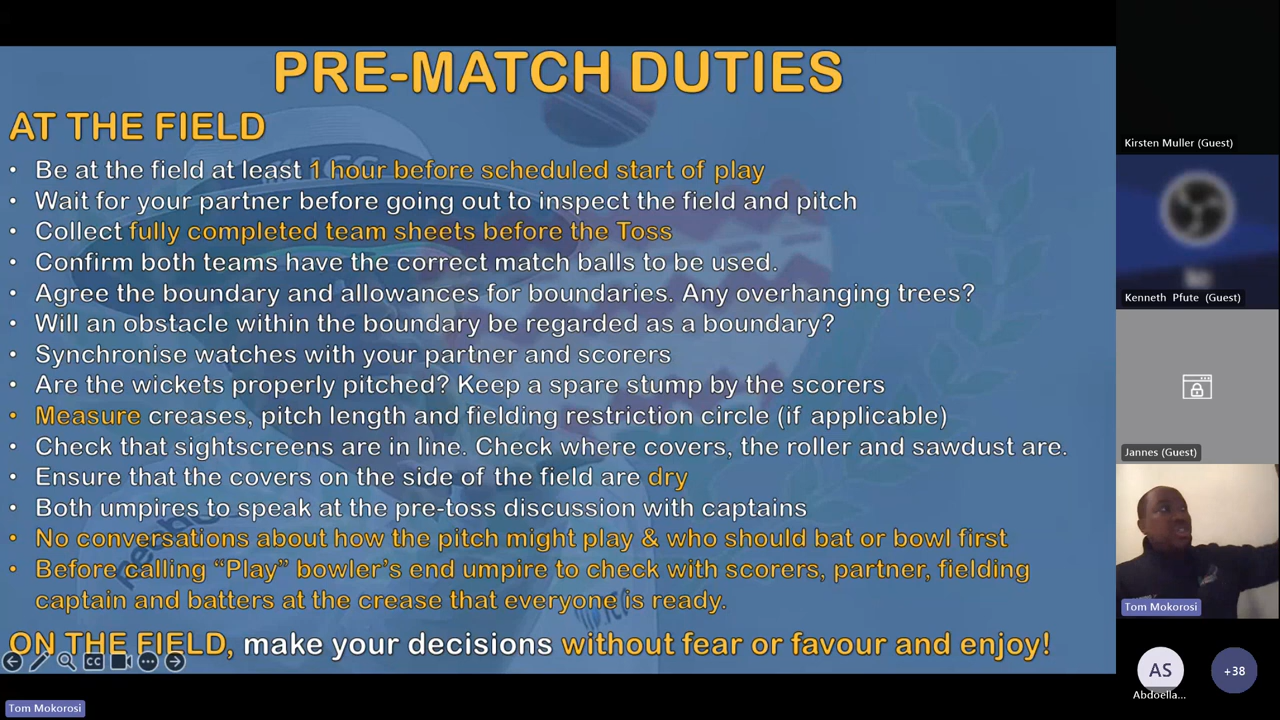 PRE-MATCH DUTIES
AT THE FIELD
• Be at the field at least 1 hour before scheduled start of play
• Wait for your partner before going out to inspect the field and pitch
• Collect fully completed team sheets before the Toss
• Confirm both teams have the correct match balls to be used.
• Agree the boundary and allowances for boundaries. Any overhanging trees?
• Will an obstacle within the boundary be regarded as a boundary?
• Synchronise watches with your partner and scorers
• Are the wickets properly pitched? Keep a spare stump by the scorers
• Measure creases, pitch length and fielding restriction circle (if applicable)
• Check that sightscreens are in line. Check where covers, the roller and sawdust are.
• Ensure that the covers on the side of the field are dry
• Both umpires to speak at the pre-toss discussion with captains
• No conversations about how the pitch might play & who should bat or bowl first
• Before calling “Play” bowler’s end umpire to check with scorers, partner, fielding
captain and batters at the crease that everyone is ready.
ON THE FIELD, make your decisions without fear or favour and enjoy!
CC
Tom Mokorosi
Kirsten Muller (Guest)
Kenneth Pfute (Guest)
Jannes (Guest)
Tom Mokorosi
AS
Abdoella...
+38